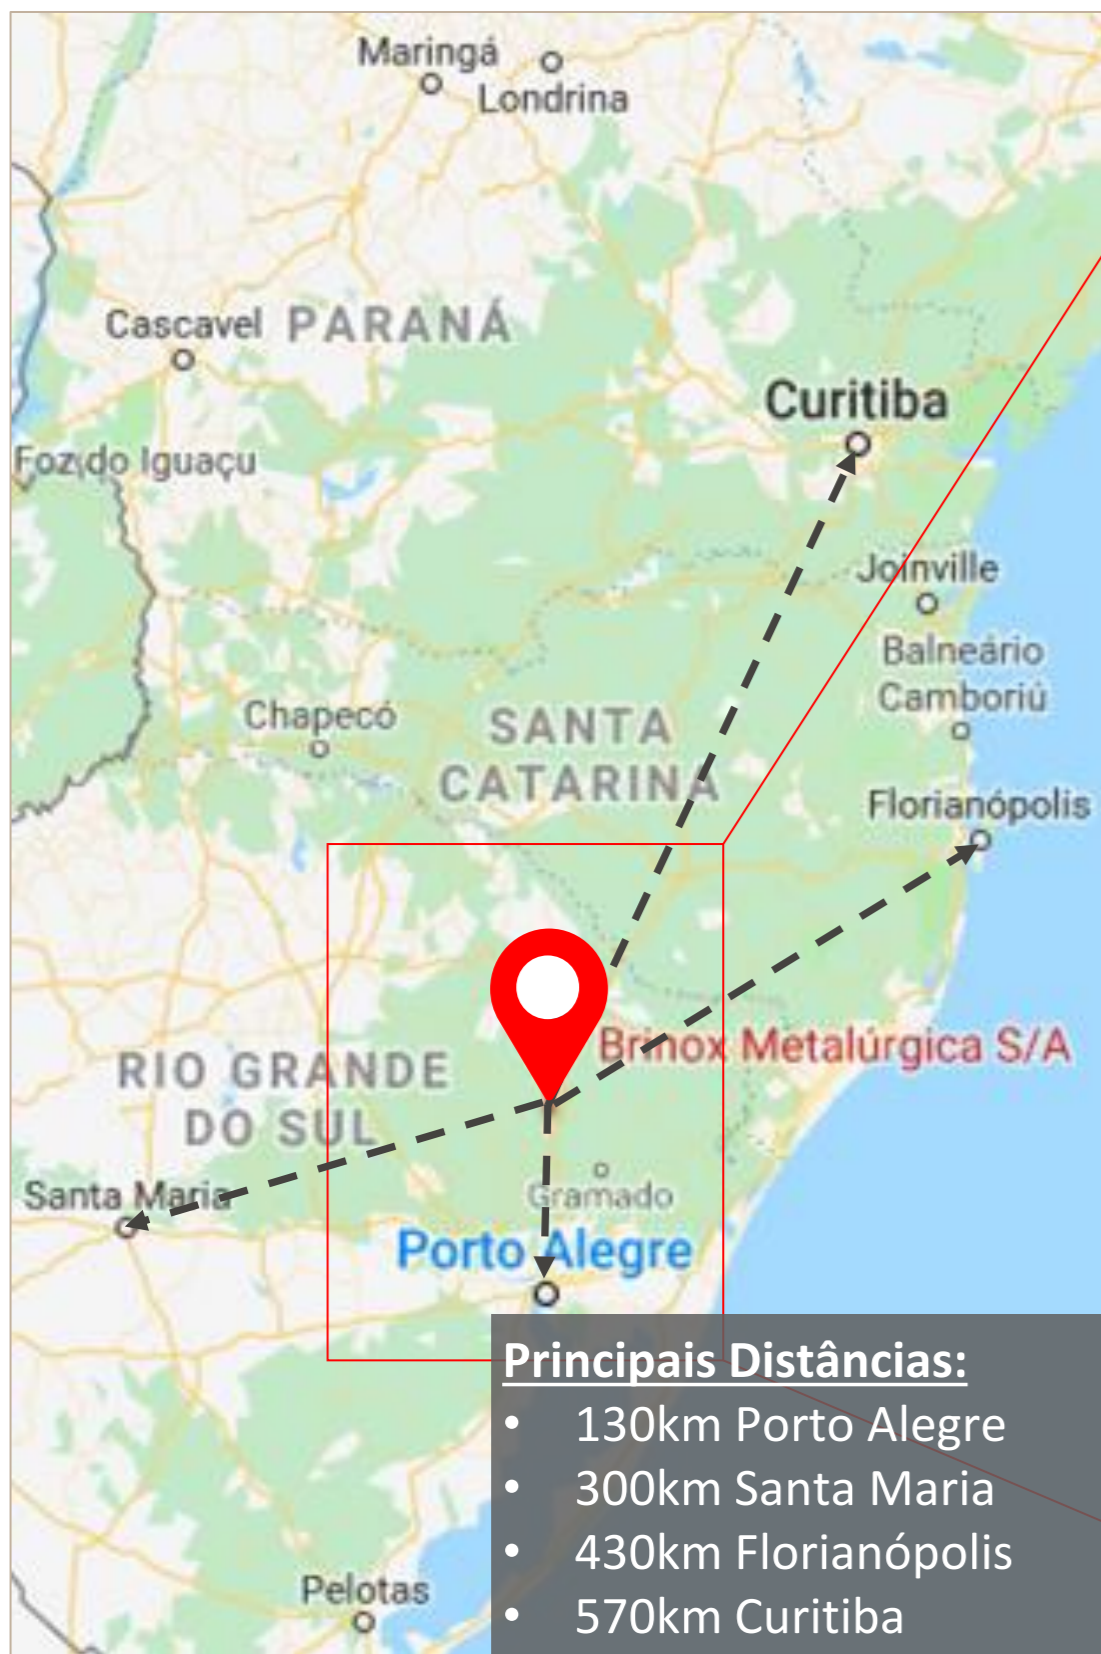 Maringá
Londrina
Cascavel
PARANÁ
Curitiba
Foz do Iguaçu
Joinville
Balneário
Camboriú
Chapecó
SANTA
CATARINA
Florianópolis
Brinox Metalúrgica S/A
RIO GRANDE
DO SUL
Santa Maria
Gramado
Porto Alegre
Principais Distâncias:
• 130km Porto Alegre
• 300km Santa Maria
• 430km Florianópolis
• 570km Curitiba
Pelotas